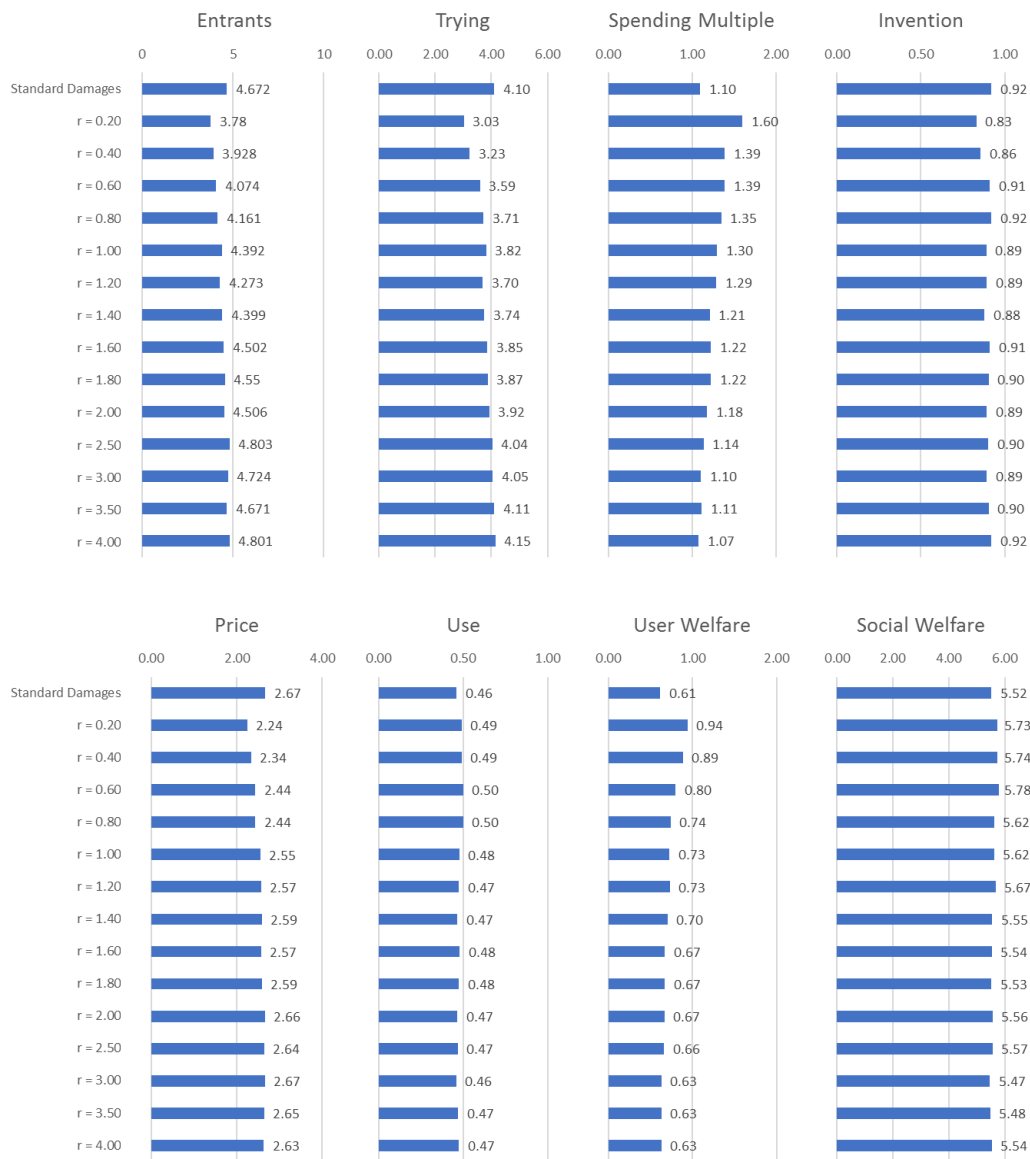 Entrants Trying Spending Multiple Invention
0 5 10 0.00 2.00 4.00 6.00 0.00 1.00 2.00 0.00 0.50 1.00
Standard Damages 4.672 4.10 1.10 0.92
r = 0.20 3.78 3.03 1.60 0.83
r = 0.40 3.928 3.23 1.39 0.86
r = 0.60 4.074 3.59 1.39 0.91
r = 0.80 4.161 3.71 1.35 0.92
r = 1.00 4.392 3.82 1.30 0.89
r = 1.20 4.273 3.70 1.29 0.89
r = 1.40 4.399 3.74 1.21 0.88
r = 1.60 4.502 3.85 1.22 0.91
r = 1.80 4.55 3.87 1.22 0.90
r = 2.00 4.506 3.92 1.18 0.89
r = 2.50 4.803 4.04 1.14 0.90
r = 3.00 4.724 4.05 1.10 0.89
r = 3.50 4.671 4.11 1.11 0.90
r = 4.00 4.801 4.15 1.07 0.92
Price Use User Welfare Social Welfare
0.00 2.00 4.00 0.00 0.50 1.00 0.00 1.00 2.00 0.00 2.00 4.00 6.00
Standard Damages 2.67 0.46 0.61 5.52
r = 0.20 2.24 0.49 0.94 5.73
r = 0.40 2.34 0.49 0.89 5.74
r = 0.60 2.44 0.50 0.80 5.78
r = 0.80 2.44 0.50 0.74 5.62
r = 1.00 2.55 0.48 0.73 5.62
r = 1.20 2.57 0.47 0.73 5.67
r = 1.40 2.59 0.47 0.70 5.55
r = 1.60 2.57 0.48 0.67 5.54
r = 1.80 2.59 0.48 0.67 5.53
r = 2.00 2.66 0.47 0.67 5.56
r = 2.50 2.64 0.47 0.66 5.57
r = 3.00 2.67 0.46 0.63 5.47
r = 3.50 2.65 0.47 0.63 5.48
r = 4.00 2.63 0.47 0.63 5.54